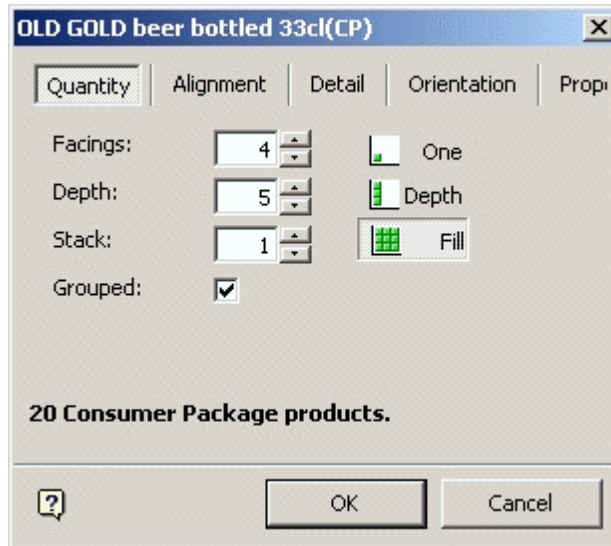 OLD GOLD beer bottled 33cl(CP)
Quantity Alignment Detail Orientation
Facings: 4 One
Depth: 5 Depth
Stack: 1 Fill
Grouped:
20 Consumer Package products.
OK Cancel